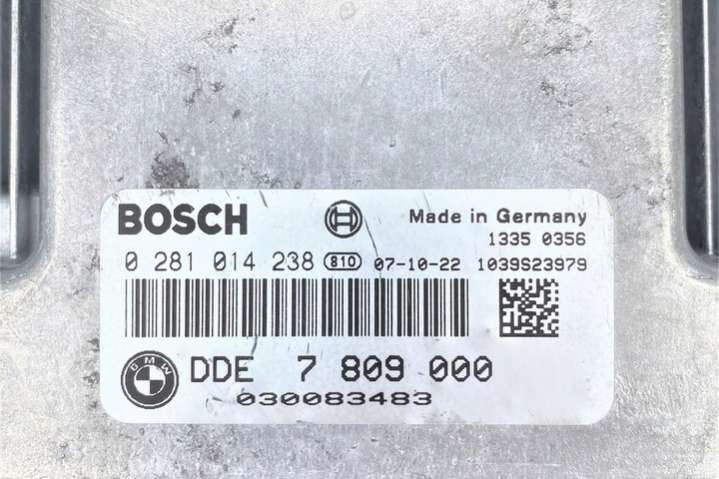 BOSCH
Made in Germany
1335 0356
0 281 014 238 810 07-10-22 1039S23979
BMW DDE 7 809 000
030083483